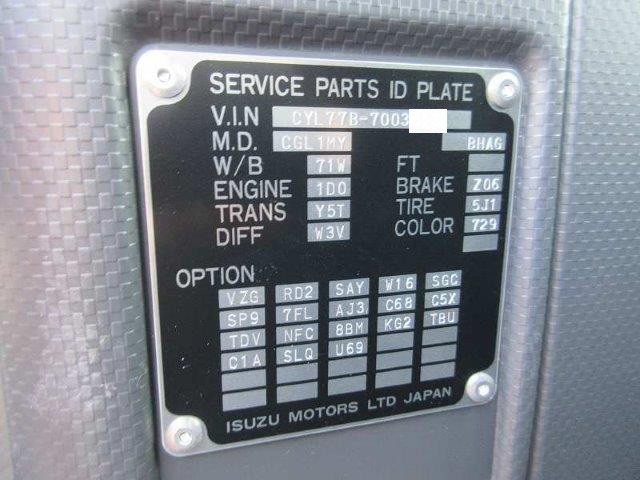 SERVICE PARTS ID PLATE
V.I.N CYL77B-7003
M.D. CGL1MY BHAG
W/B 71W FT
ENGINE 1D0 BRAKE Z06
TRANS Y5T TIRE 5J1
DIFF W3V COLOR 729
OPTION
VZG RD2 SAY W16 SGC
SP9 7FL AJ3 C68 C5X
TDV NFC 8BM KG2 TBU
C1A SLQ U69
ISUZU MOTORS LTD JAPAN